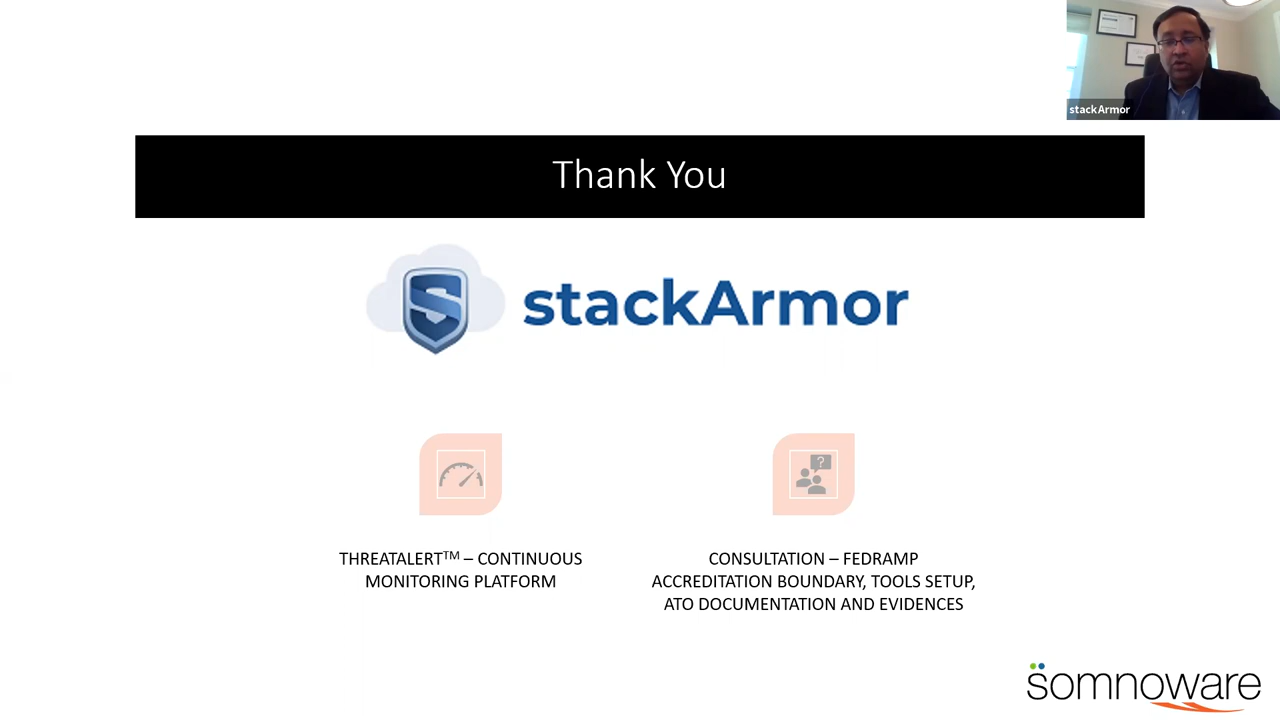 stackArmor
Thank You
stackArmor
THREATALERT™ – CONTINUOUS
MONITORING PLATFORM
?
CONSULTATION – FEDRAMP
ACCREDITATION BOUNDARY, TOOLS SETUP,
ATO DOCUMENTATION AND EVIDENCES
somnoware